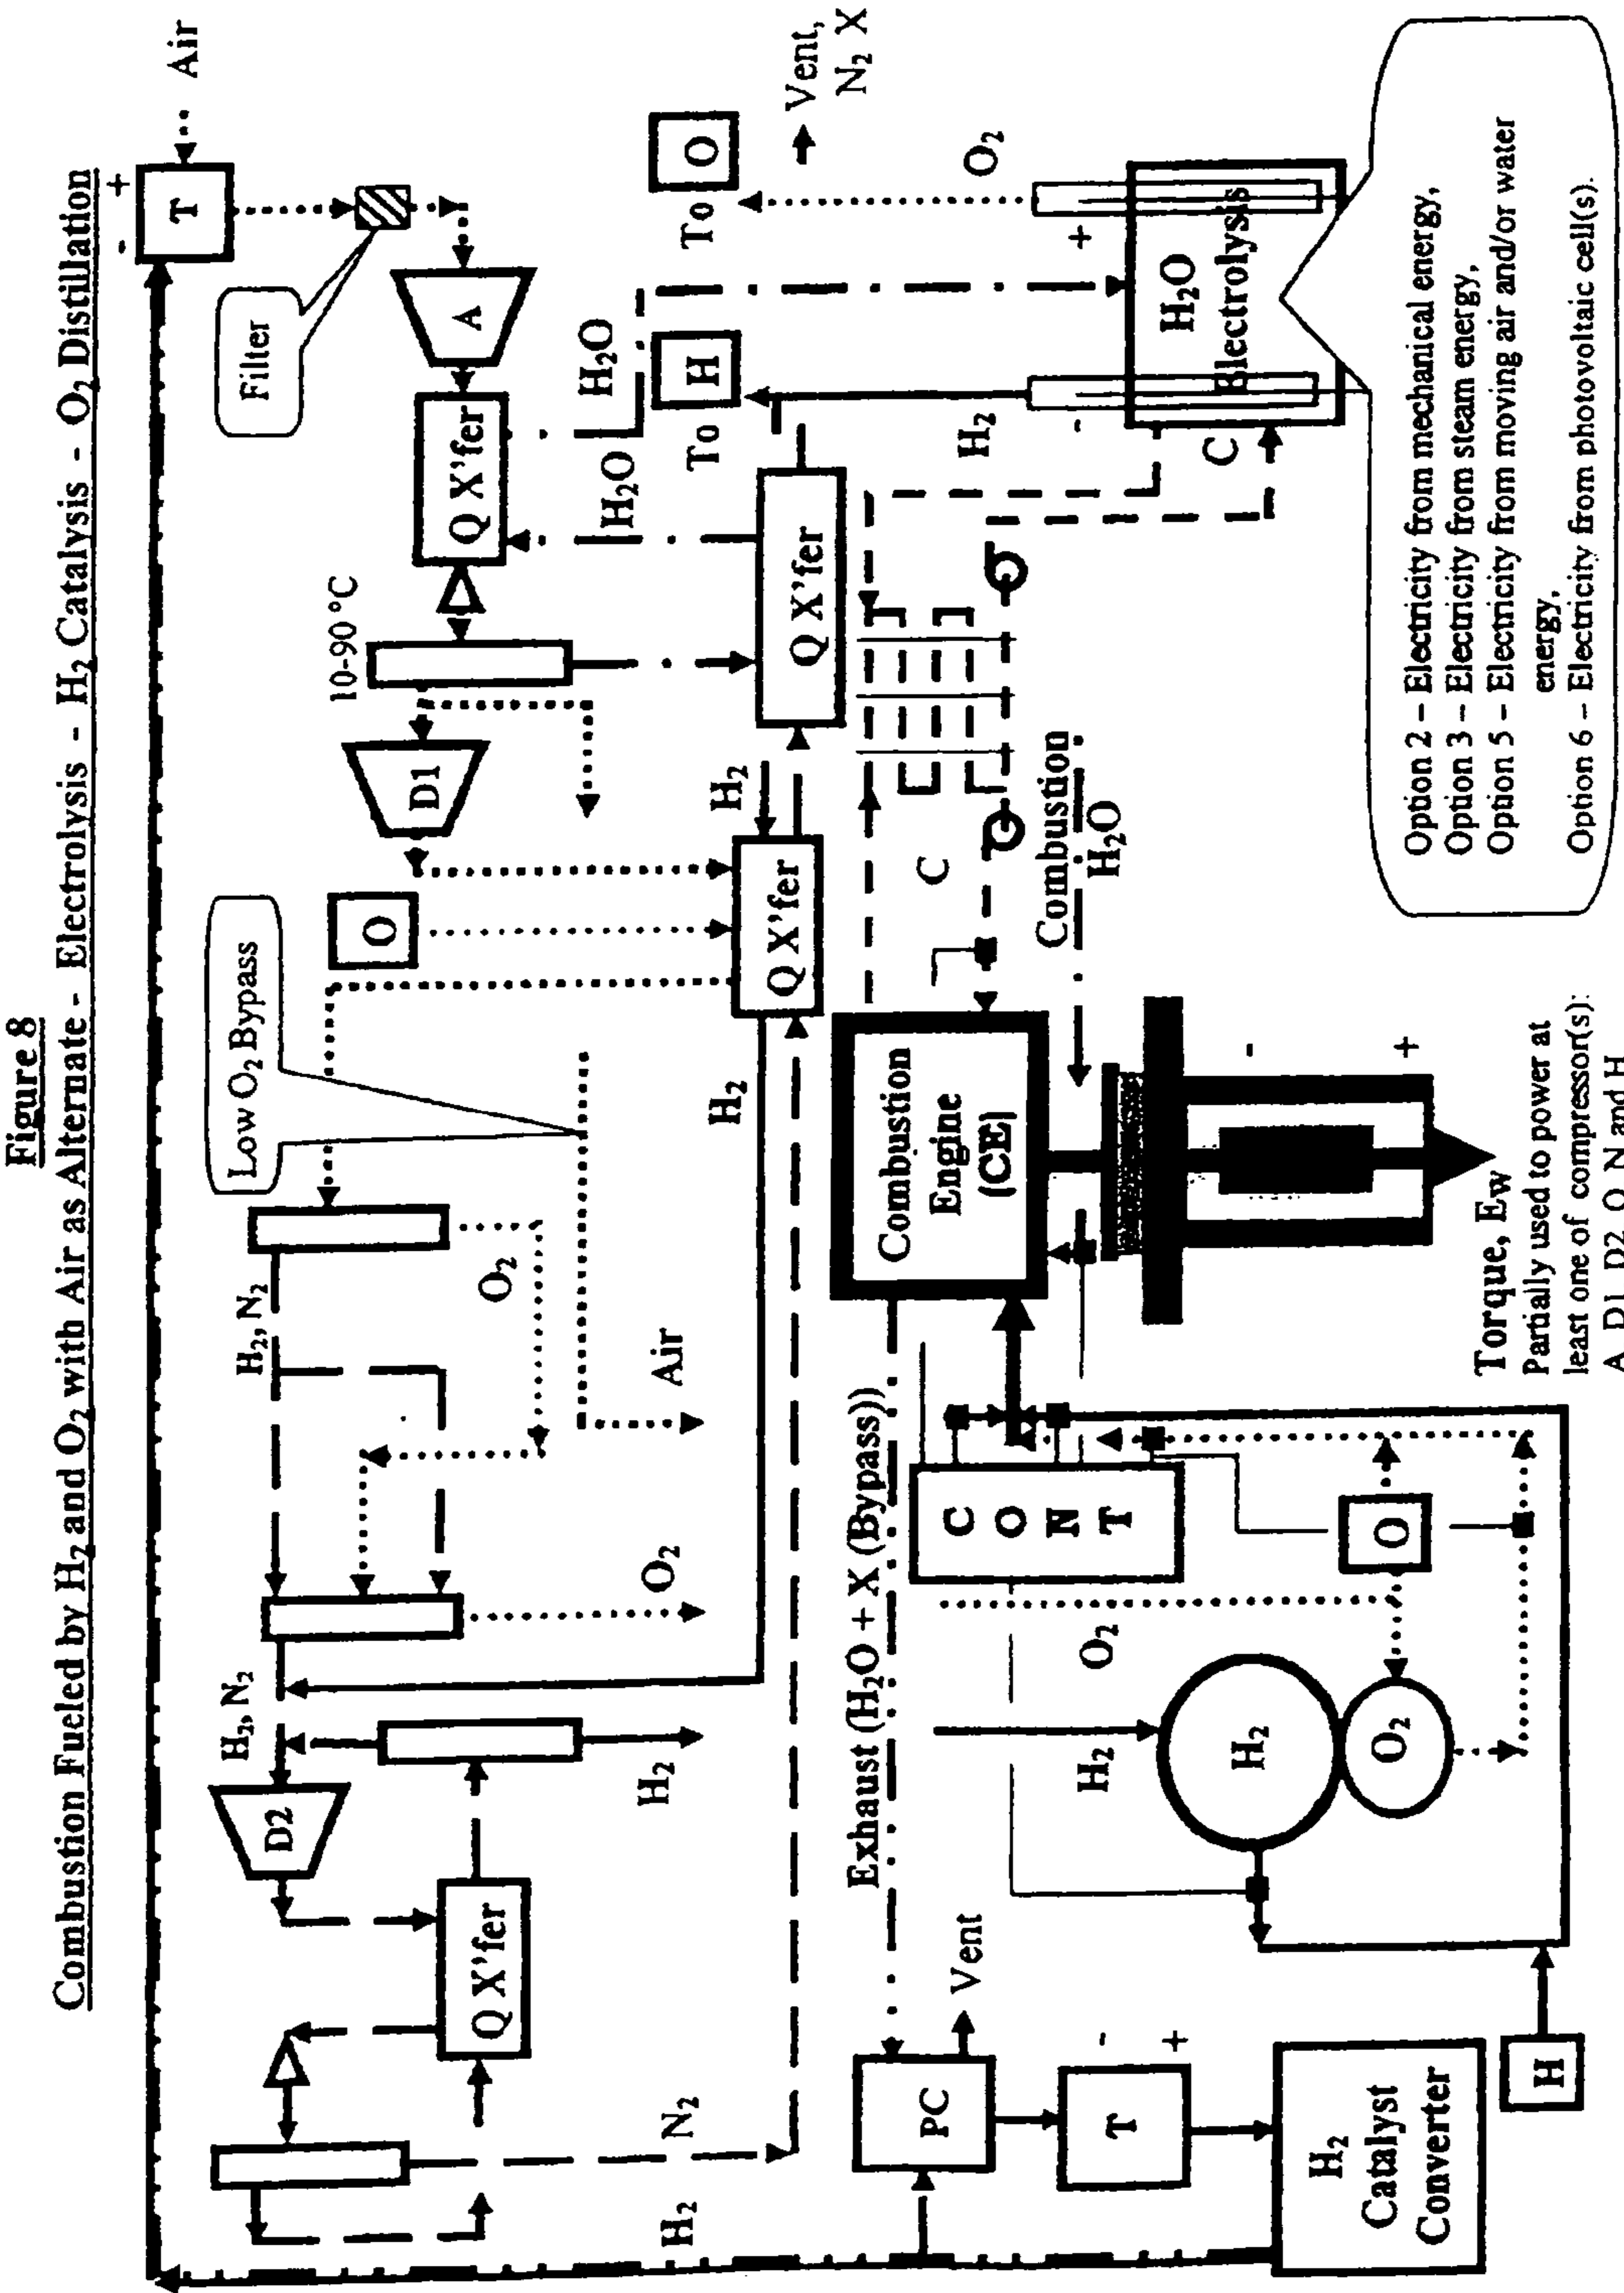 Figure 8
Combustion Fueled by H₂ and O₂ with Air as Alternate - Electrolysis - H₂ Catalysis - O₂ Distillation
- +
T
Air
Filter
A
Q X'fer
10-90 °C
D1
Low O₂ Bypass
O
H₂, N₂
O₂
H₂, N₂
D2
Q X'fer
H₂
N₂
H₂
O₂
Air
H₂
Q X'fer
H₂
Q X'fer
H₂O
H₂O
To H
To O
Vent,
N₂ X
H₂
O₂
-
+
H₂O
Electrolysis
C
C
Combustion
H₂O
Combustion
Engine
(CE)
Exhaust (H₂O + X (Bypass))
PC
Vent
T
-
+
H₂
Catalyst
Converter
H
H₂
O₂
H₂
O₂
O
C
O
N
T
-
+
Torque, Ew
Partially used to power at
least one of compressor(s):
A, D1, D2, O, N and H
Option 2 – Electricity from mechanical energy,
Option 3 – Electricity from steam energy,
Option 5 – Electricity from moving air and/or water
energy,
Option 6 – Electricity from photovoltaic cell(s).